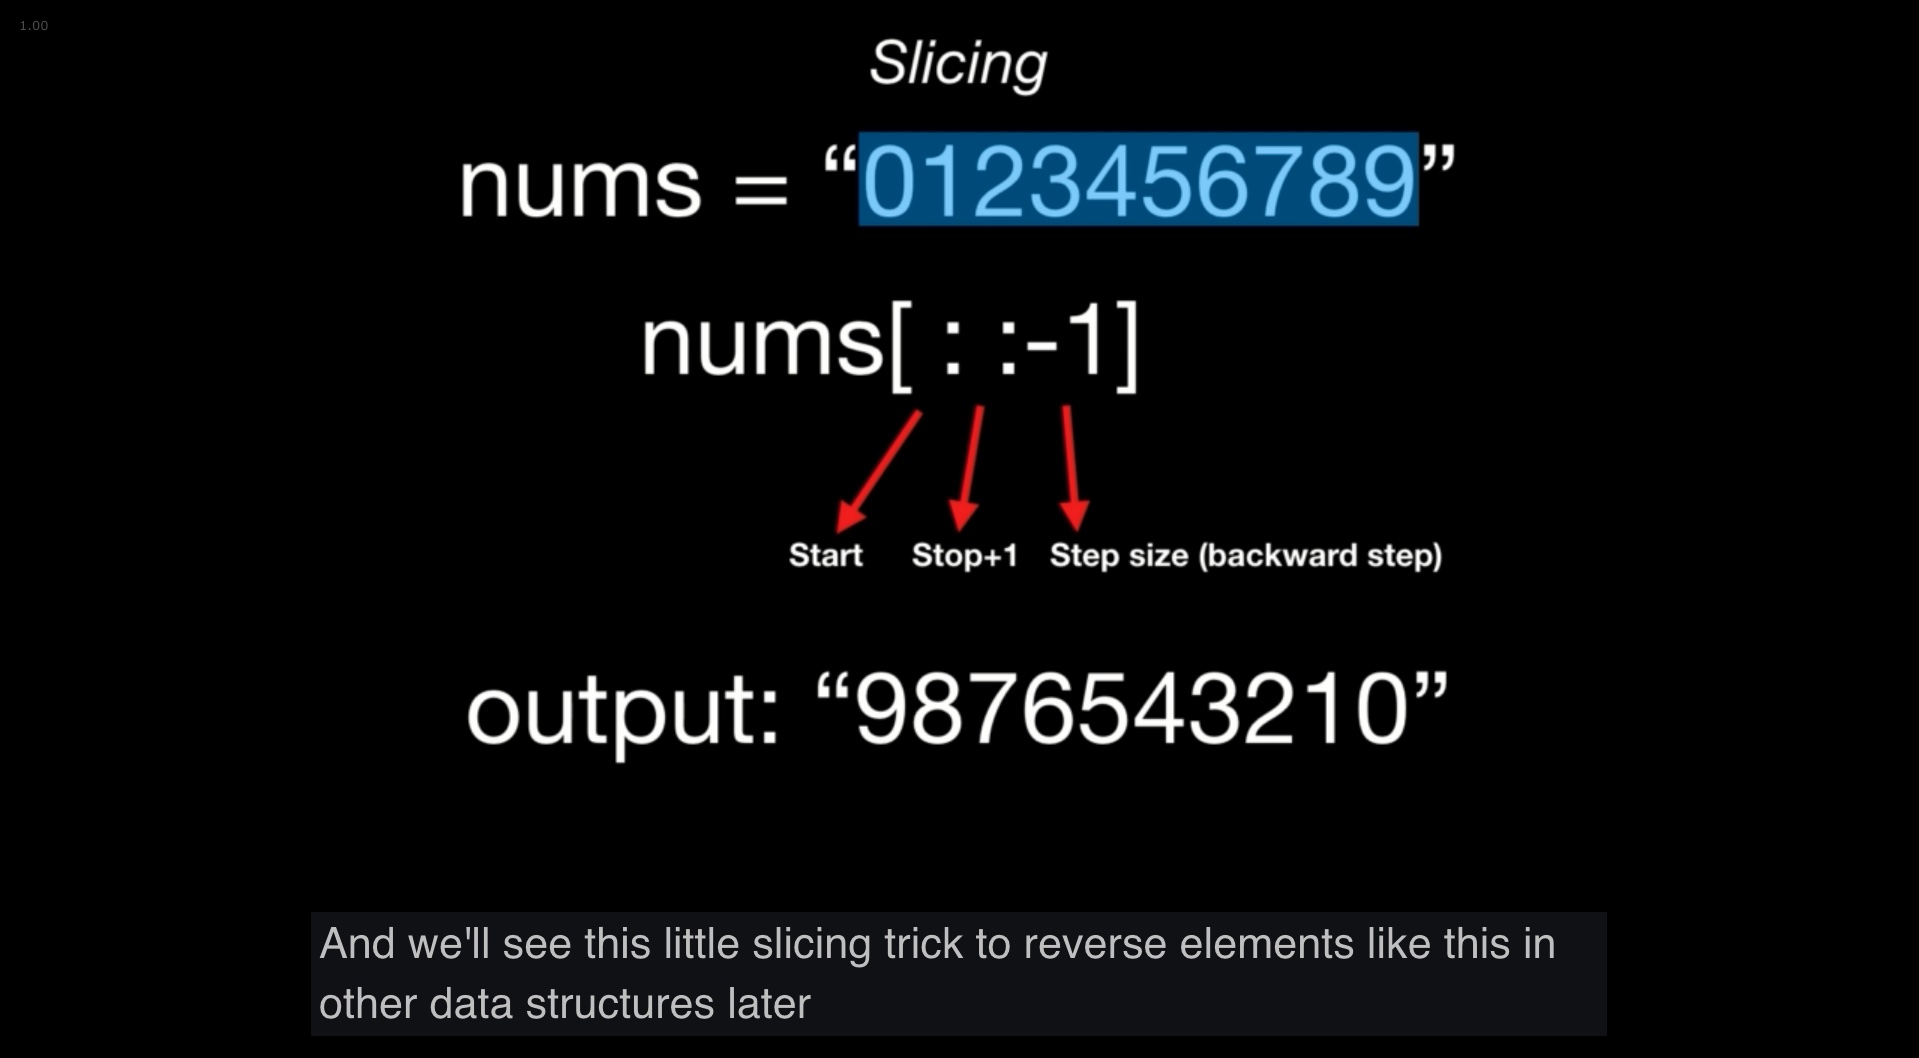 1.00
Slicing
nums = “0123456789”
nums[ : :-1]
Start Stop+1 Step size (backward step)
output: “9876543210”
And we'll see this little slicing trick to reverse elements like this in
other data structures later